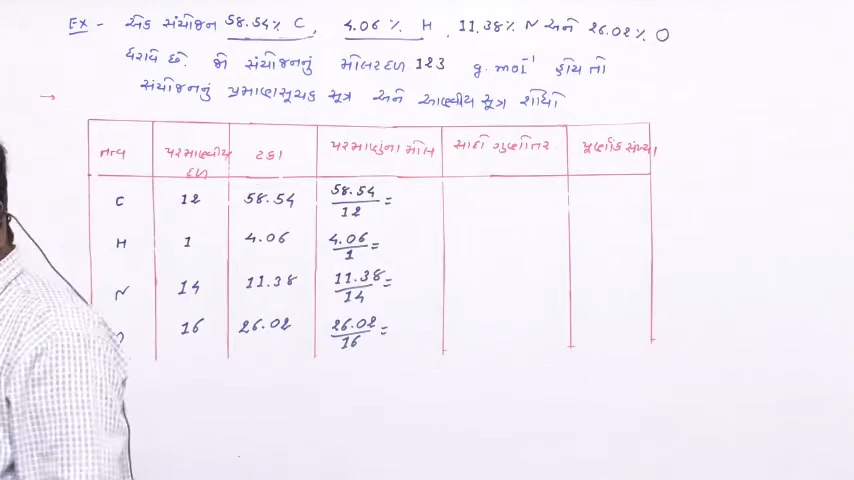 Ex - એક સંયોજન 58.54% C, 4.06% H, 11.38% N અને 26.02% O
ધરાવે છે. જો સંયોજનનું મોલરદળ 123 g.mol⁻¹ હોય તો
→ સંયોજનનું પ્રમાણસૂચક સૂત્ર અને આણ્વીય સૂત્ર શોધો
તત્વ પરમાણ્વીય દળ ટકા પરમાણુના મોલ સાદો ગુણોત્તર પૂર્ણાંક સંખ્યા
C 12 58.54 58.54/12 =
H 1 4.06 4.06/1 =
N 14 11.38 11.38/14 =
16 26.02 26.02/16 =